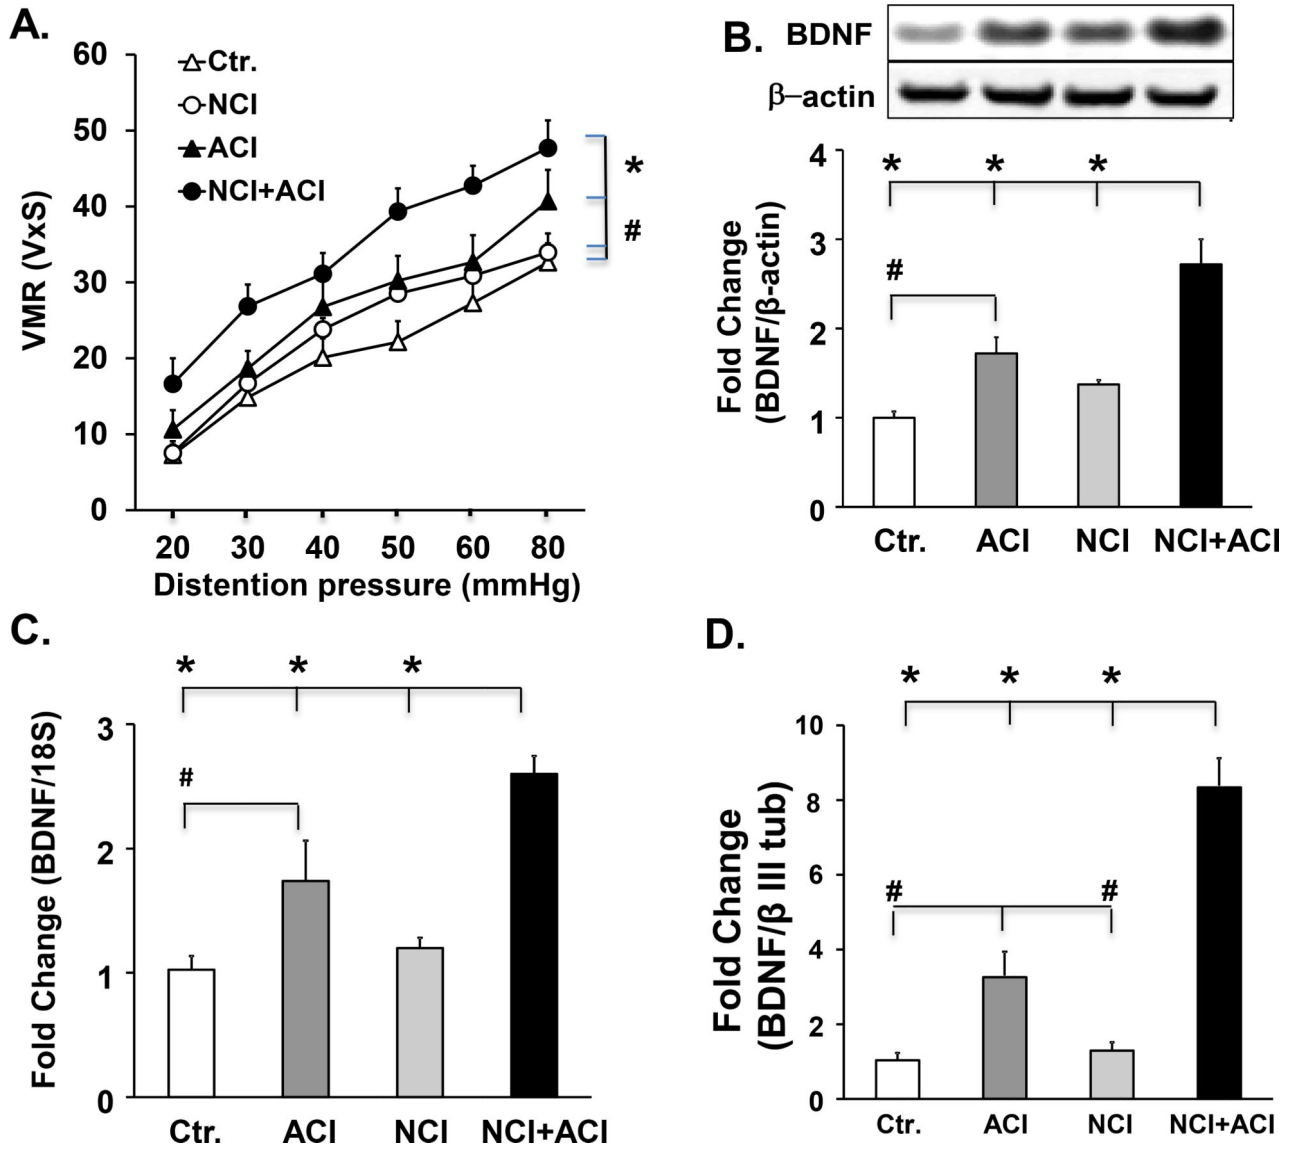 A.
60
50
40
30
20
10
0
VMR (VxS)
Ctr.
NCI
ACI
NCI+ACI
*
#
20 30 40 50 60 80
Distention pressure (mmHg)
B.
BDNF
β–actin
* * *
#
4
3
2
1
0
Fold Change
(BDNF/β-actin)
Ctr. ACI NCI NCI+ACI
C.
* * *
#
3
2
1
0
Fold Change (BDNF/18S)
Ctr. ACI NCI NCI+ACI
D.
* * *
# #
10
8
6
4
2
0
Fold Change
(BDNF/β III tub)
Ctr. ACI NCI NCI+ACI